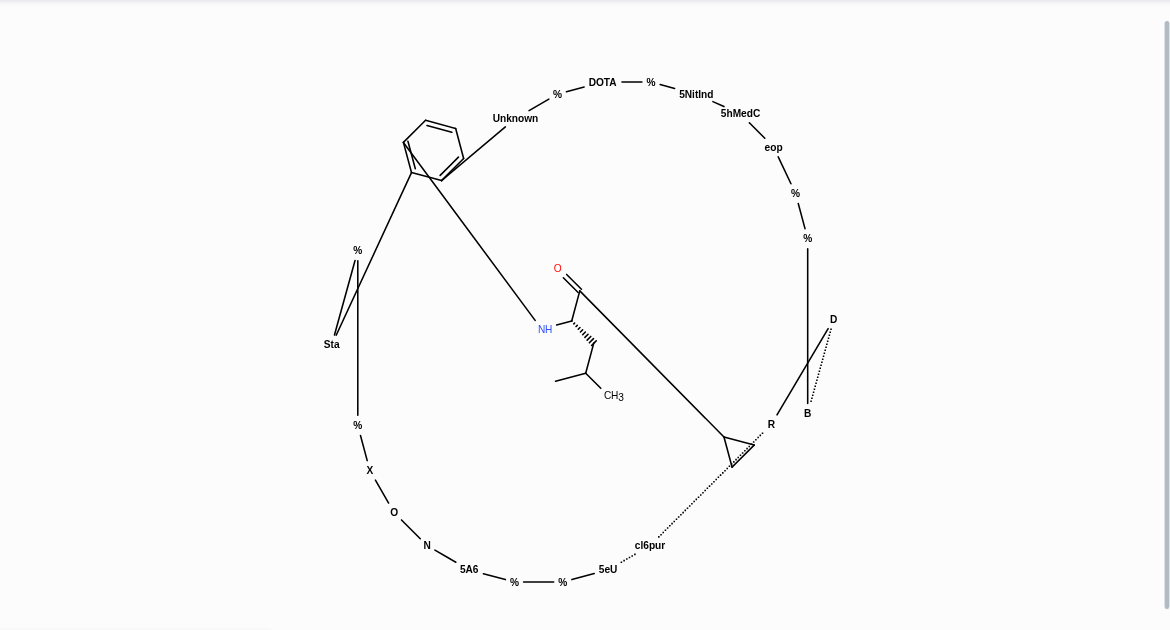 DOTA
%
%
5NitInd
5hMedC
Unknown
eop
%
%
%
O
D
NH
Sta
CH3
B
R
%
X
O
N
cl6pur
5A6
5eU
%
%